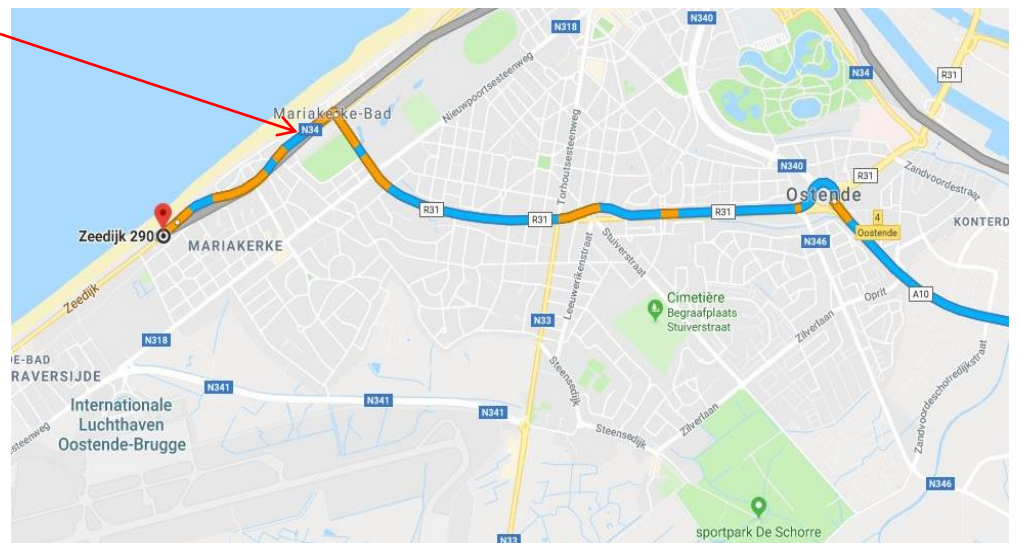 N318
N340
N34
R31
N34
Mariakerke-Bad
Nieuwpoortsesteenweg
Torhoutsesteenweg
N340
R31
Zandvoordestraat
Ostende
R31
R31
R31
4
Oostende
KONTERD
Zeedijk 290
MARIAKERKE
N346
Stuiverstraat
Leeuwerikenstraat
Oprit
A10
Zeedijk
Cimetière
Begraafplaats
Stuiverstraat
Zilverlaan
N33
N318
DE-BAD
RAVERSIJDE
Steensedijk
Zandvoordeschorredijkstraat
N341
N341
N341
Internationale
Luchthaven
Oostende-Brugge
Steensedijk
Zilverlaan
N346
sportpark De Schorre
N33